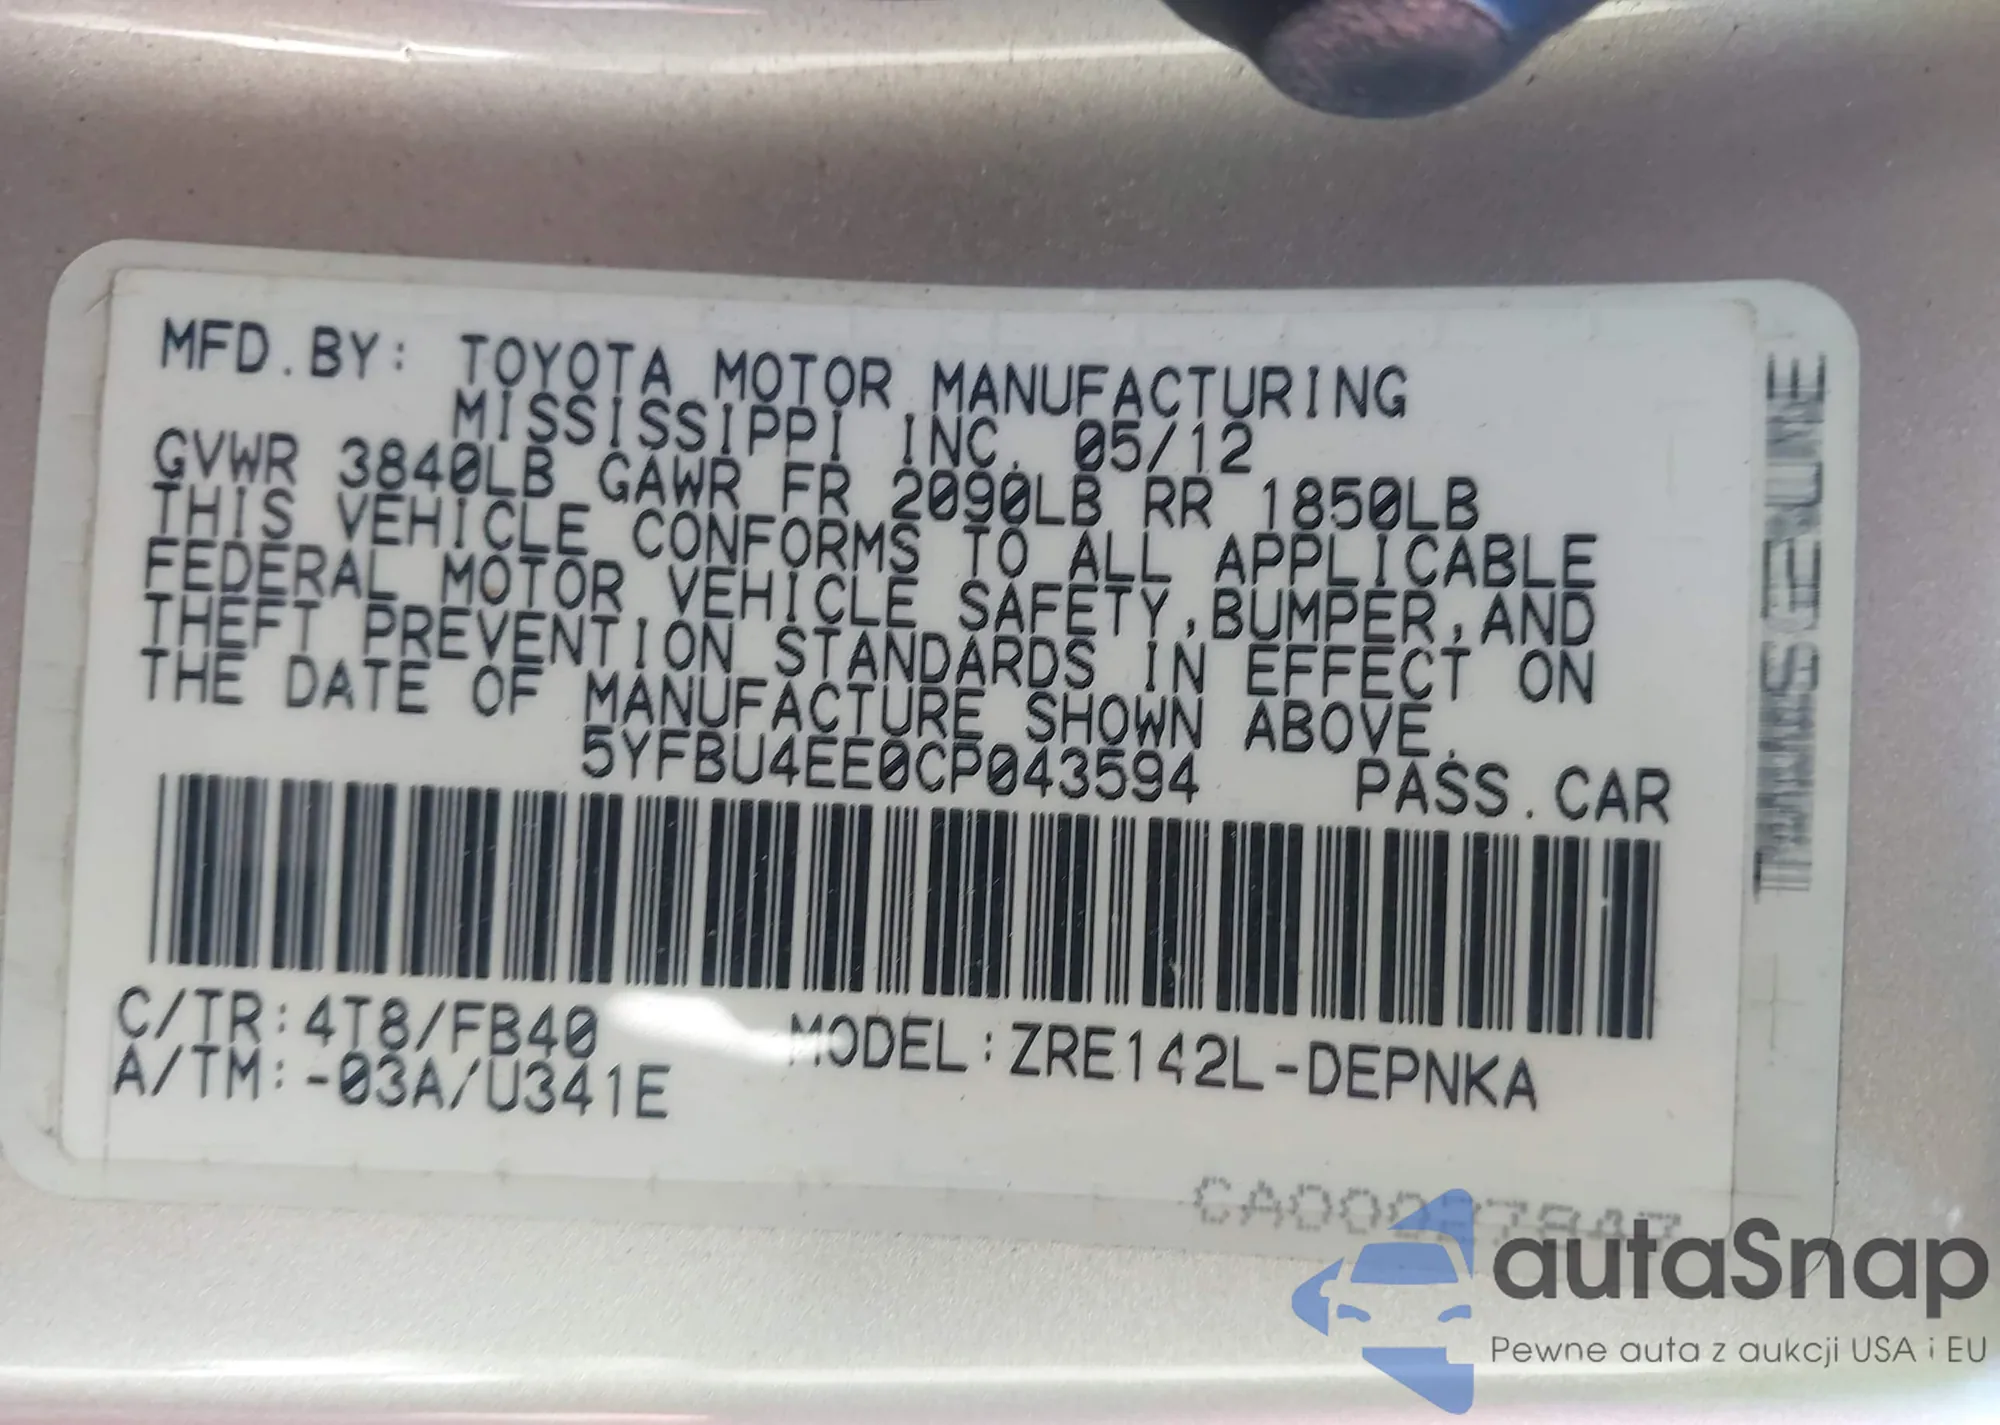 MFD.BY: TOYOTA MOTOR MANUFACTURING
MISSISSIPPI, INC. 05/12
GVWR 3840LB GAWR FR 2090LB RR 1850LB
THIS VEHICLE CONFORMS TO ALL APPLICABLE
FEDERAL MOTOR VEHICLE SAFETY,BUMPER,AND
THEFT PREVENTION STANDARDS IN EFFECT ON
THE DATE OF MANUFACTURE SHOWN ABOVE.
5YFBU4EE0CP043594 PASS.CAR
C/TR:4T8/FB40 MODEL:ZRE142L-DEPNKA
A/TM:-03A/U341E
autaSnap
Pewne auta z aukcji USA i EU